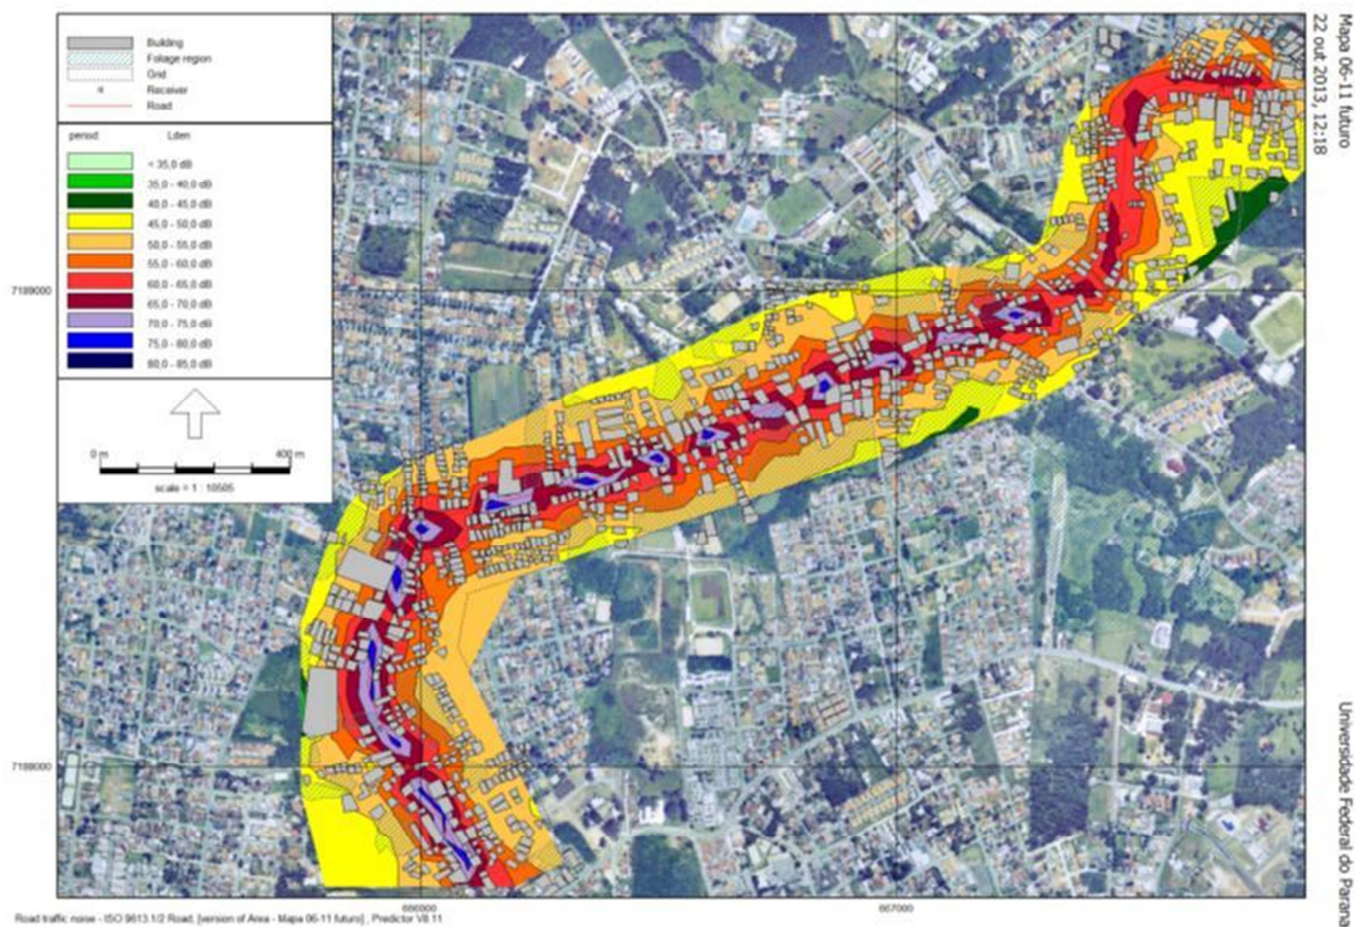 Building
Foliage region
Grid
Receiver
Road
period Lden
< 35,0 dB
35,0 - 40,0 dB
40,0 - 45,0 dB
45,0 - 50,0 dB
50,0 - 55,0 dB
55,0 - 60,0 dB
60,0 - 65,0 dB
65,0 - 70,0 dB
70,0 - 75,0 dB
75,0 - 80,0 dB
80,0 - 85,0 dB
0 m 400 m
scale = 1 : 10505
7189000
7188000
666000 667000
Road traffic noise - ISO 9613.1/2 Road, [version of Area - Mapa 06-11 futuro] , Predictor V8.11
Mapa 06-11 futuro
22 out 2013, 12:18
Universidade Federal do Parana